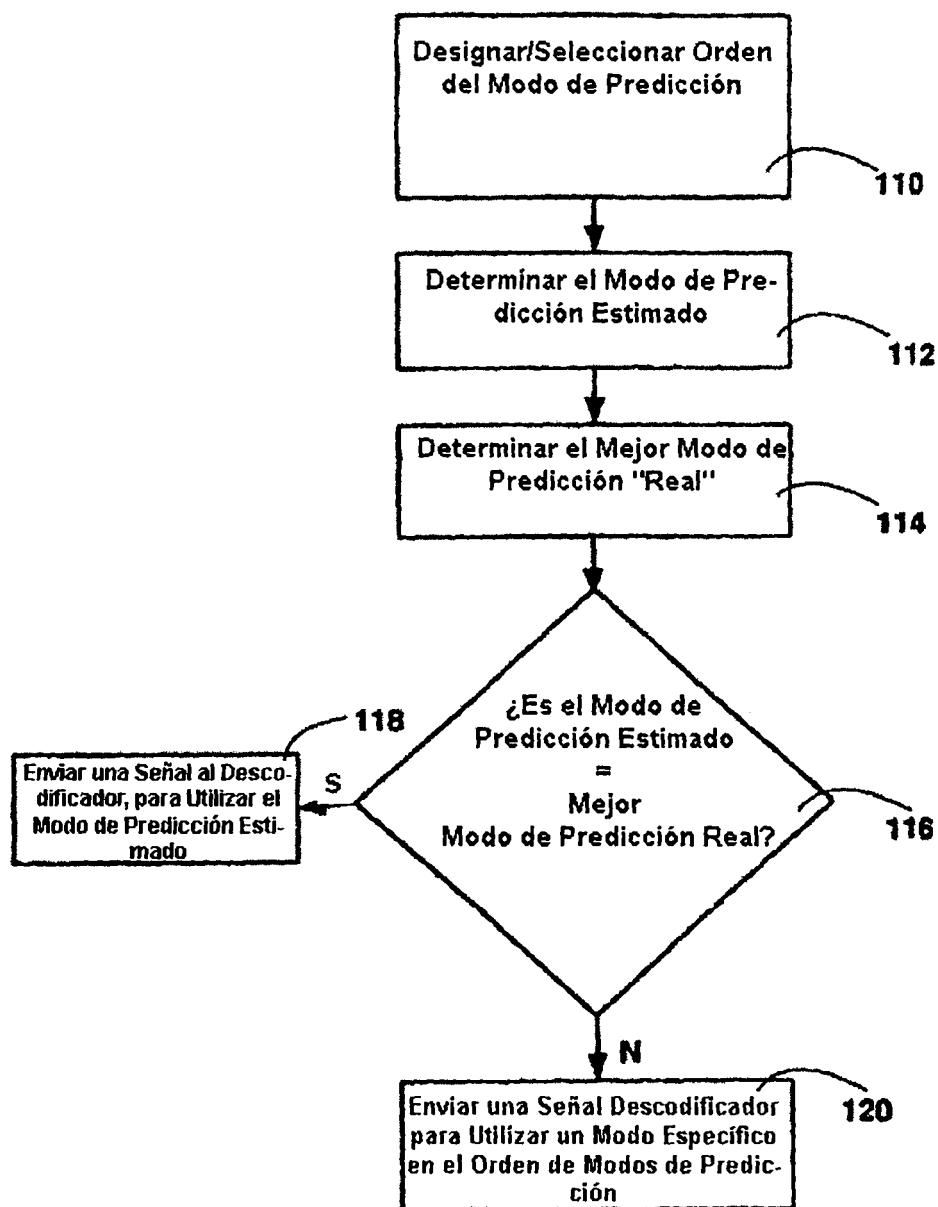 Designar/Seleccionar Orden
del Modo de Predicción
110
Determinar el Modo de Pre-
dicción Estimado
112
Determinar el Mejor Modo de
Predicción "Real"
114
¿Es el Modo de
Predicción Estimado
=
Mejor
Modo de Predicción Real?
116
118
S
Enviar una Señal al Desco-
dificador, para Utilizar el
Modo de Predicción Esti-
mado
N
120
Enviar una Señal Descodificador
para Utilizar un Modo Específico
en el Orden de Modos de Predic-
ción